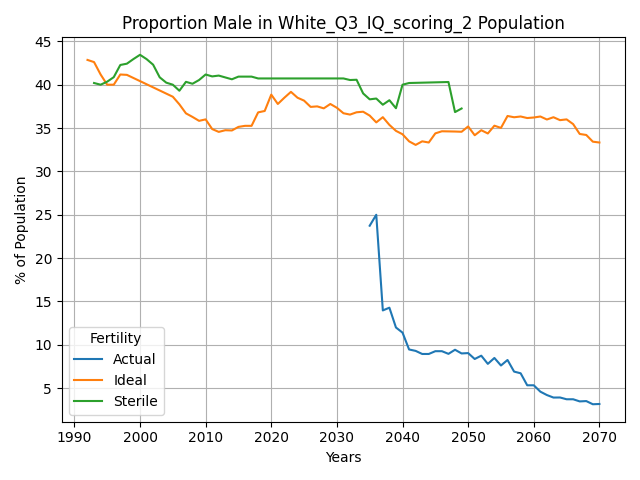 Proportion Male in White_Q3_IQ_scoring_2 Population
% of Population
45
40
35
30
25
20
15
10
5
Fertility
Actual
Ideal
Sterile
1990 2000 2010 2020 2030 2040 2050 2060 2070
Years